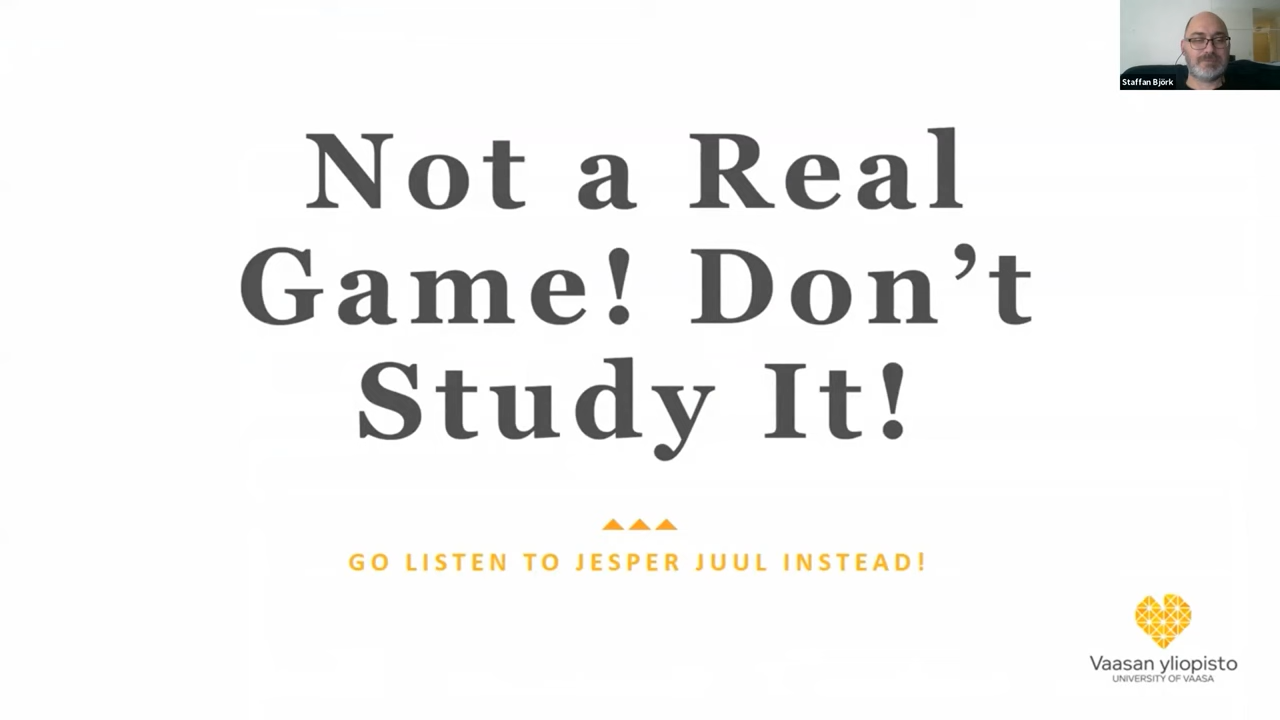 Staffan Björk
Not a Real
Game! Don’t
Study It!
GO LISTEN TO JESPER JUUL INSTEAD!
Vaasan yliopisto
UNIVERSITY OF VAASA